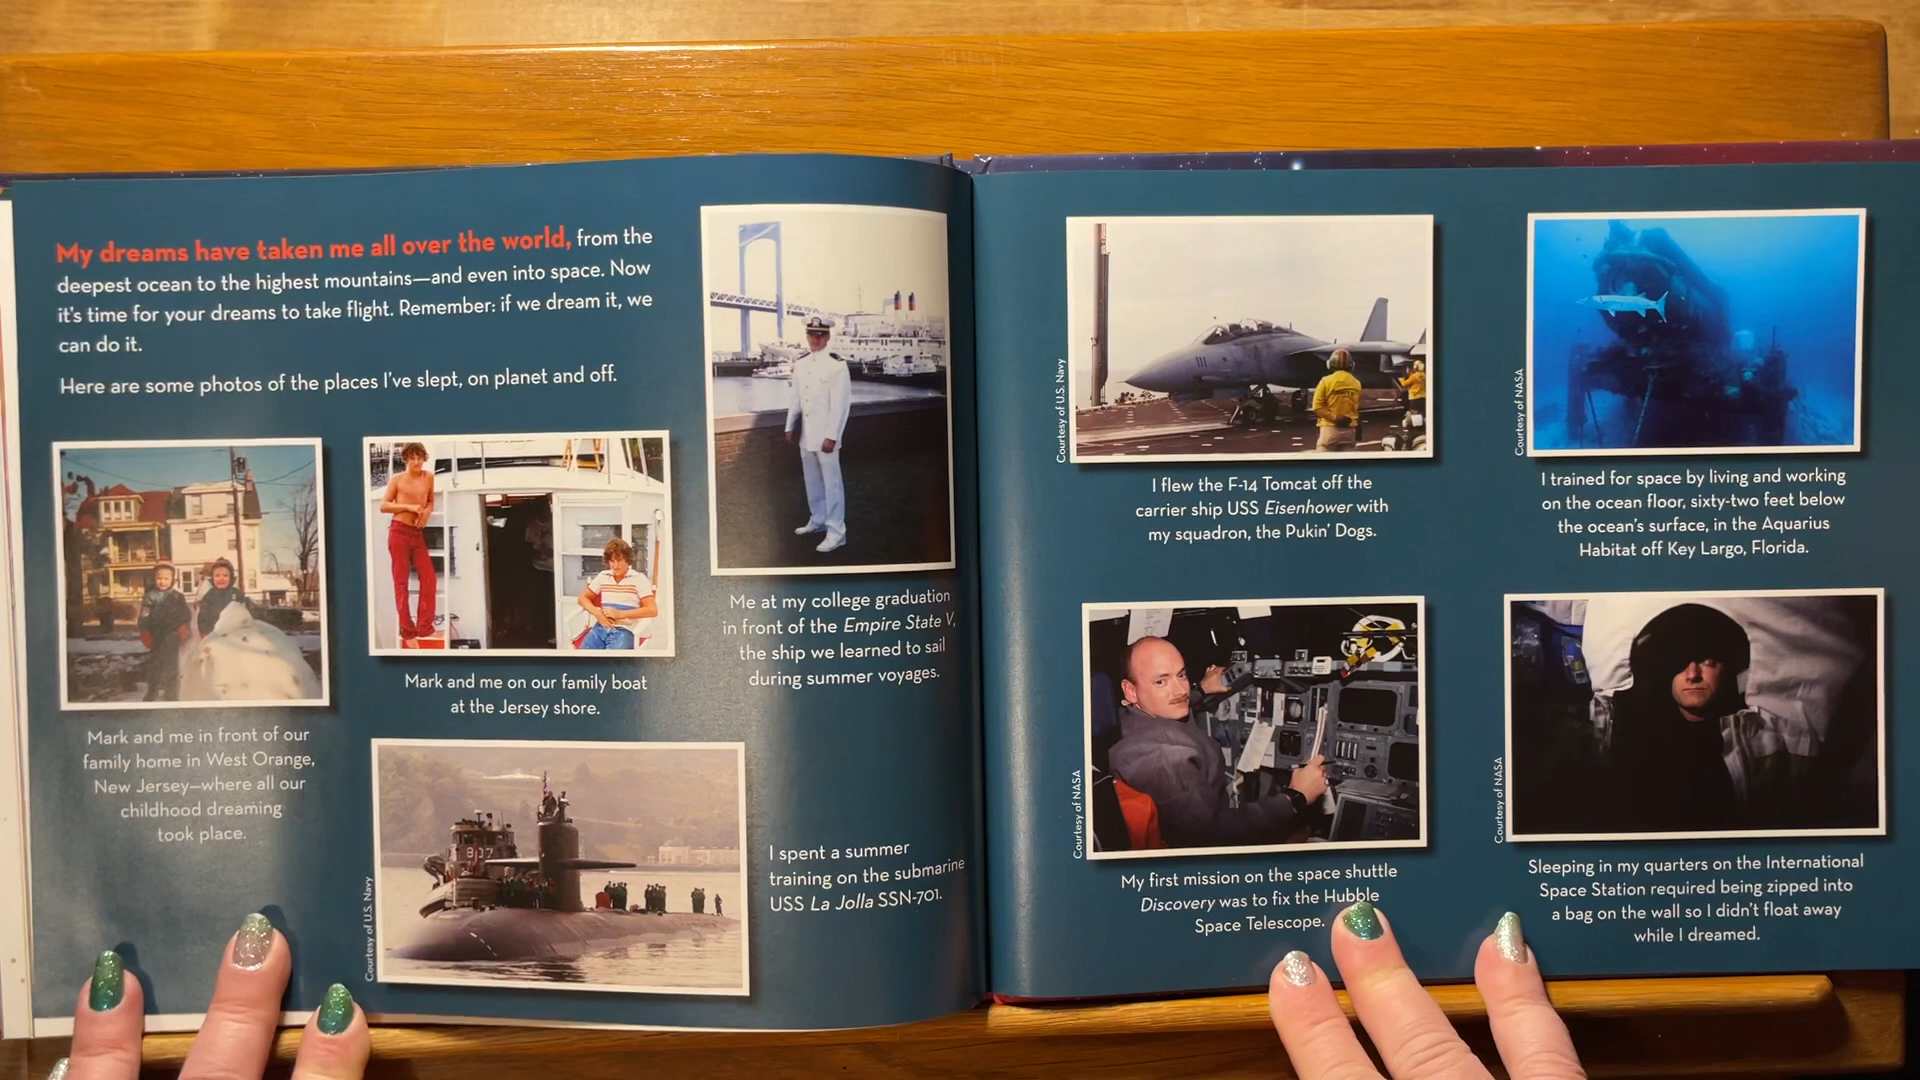 My dreams have taken me all over the world, from the
deepest ocean to the highest mountains—and even into space. Now
it's time for your dreams to take flight. Remember: if we dream it, we
can do it.
Here are some photos of the places I've slept, on planet and off.
Mark and me in front of our
family home in West Orange,
New Jersey—where all our
childhood dreaming
took place.
Mark and me on our family boat
at the Jersey shore.
Me at my college graduation
in front of the Empire State V,
the ship we learned to sail
during summer voyages.
Courtesy of U.S. Navy
837
I spent a summer
training on the submarine
USS La Jolla SSN-701.
Courtesy of U.S. Navy
111
I flew the F-14 Tomcat off the
carrier ship USS Eisenhower with
my squadron, the Pukin' Dogs.
Courtesy of NASA
I trained for space by living and working
on the ocean floor, sixty-two feet below
the ocean's surface, in the Aquarius
Habitat off Key Largo, Florida.
Courtesy of NASA
My first mission on the space shuttle
Discovery was to fix the Hubble
Space Telescope.
Courtesy of NASA
Sleeping in my quarters on the International
Space Station required being zipped into
a bag on the wall so I didn't float away
while I dreamed.